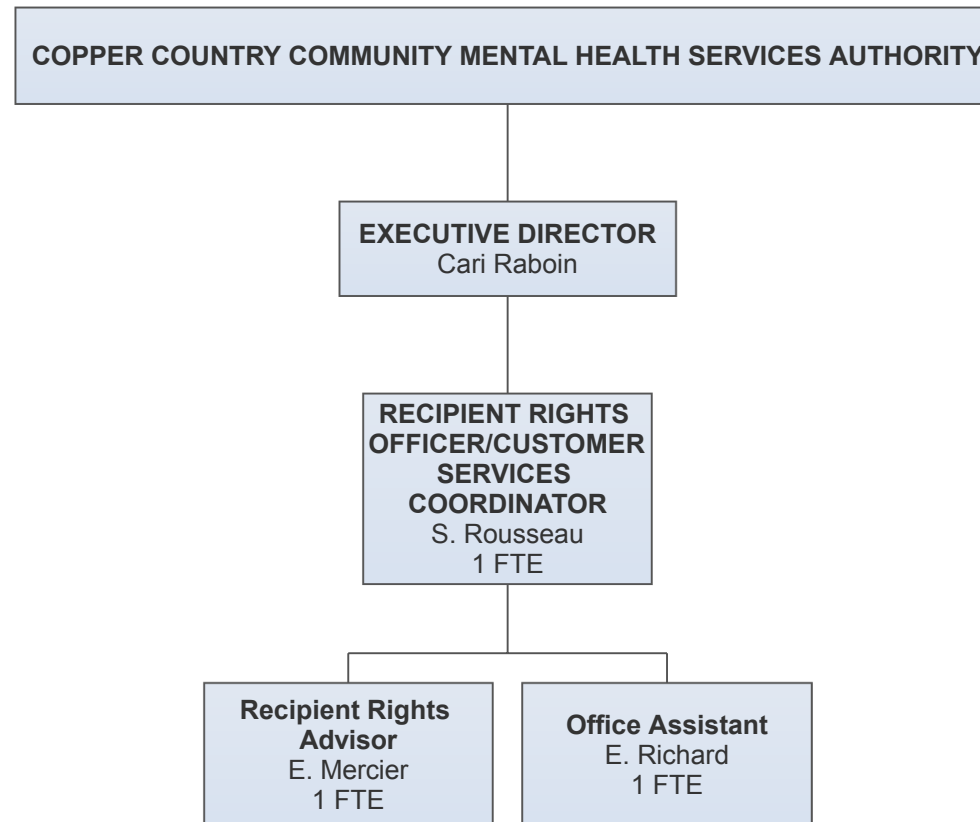 COPPER COUNTRY COMMUNITY MENTAL HEALTH SERVICES AUTHORITY
EXECUTIVE DIRECTOR
Cari Raboin
RECIPIENT RIGHTS
OFFICER/CUSTOMER
SERVICES
COORDINATOR
S. Rousseau
1 FTE
Recipient Rights
Advisor
E. Mercier
1 FTE
Office Assistant
E. Richard
1 FTE